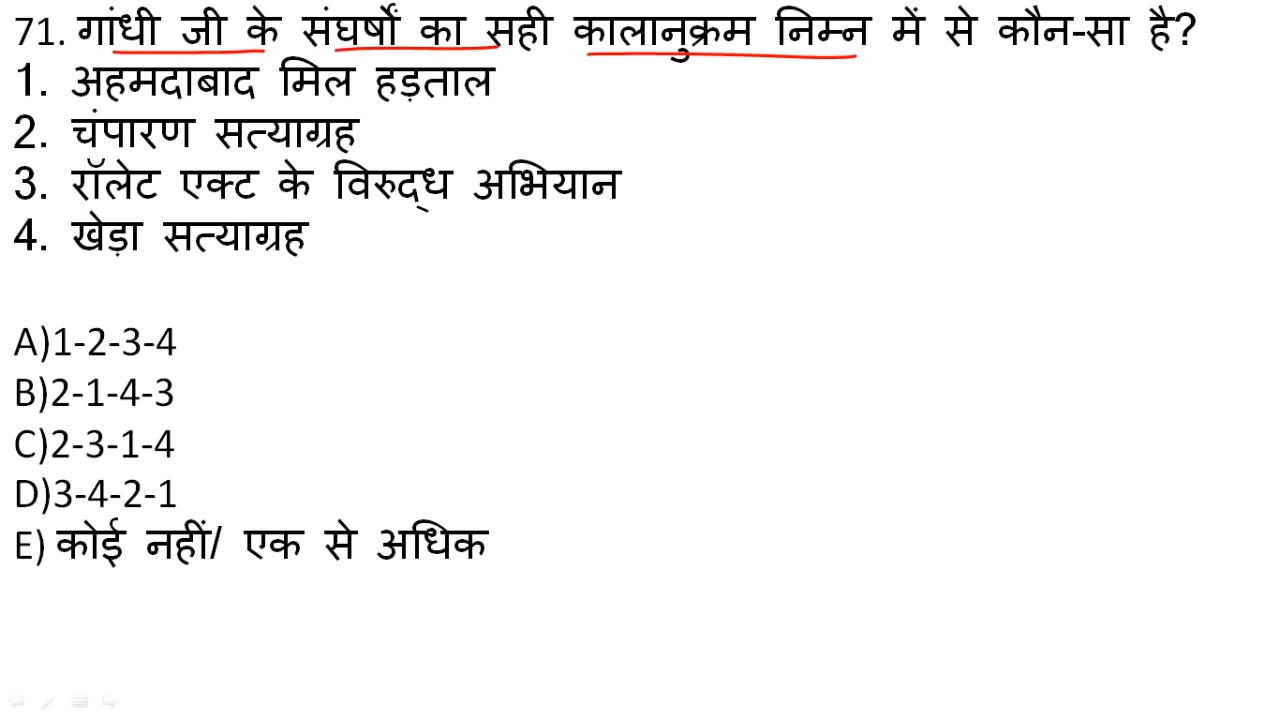 71. गांधी जी के संघर्षों का सही कालानुक्रम निम्न में से कौन-सा है?
1. अहमदाबाद मिल हड़ताल
2. चंपारण सत्याग्रह
3. रॉलेट एक्ट के विरुद्ध अभियान
4. खेड़ा सत्याग्रह
A)1-2-3-4
B)2-1-4-3
C)2-3-1-4
D)3-4-2-1
E) कोई नहीं/ एक से अधिक